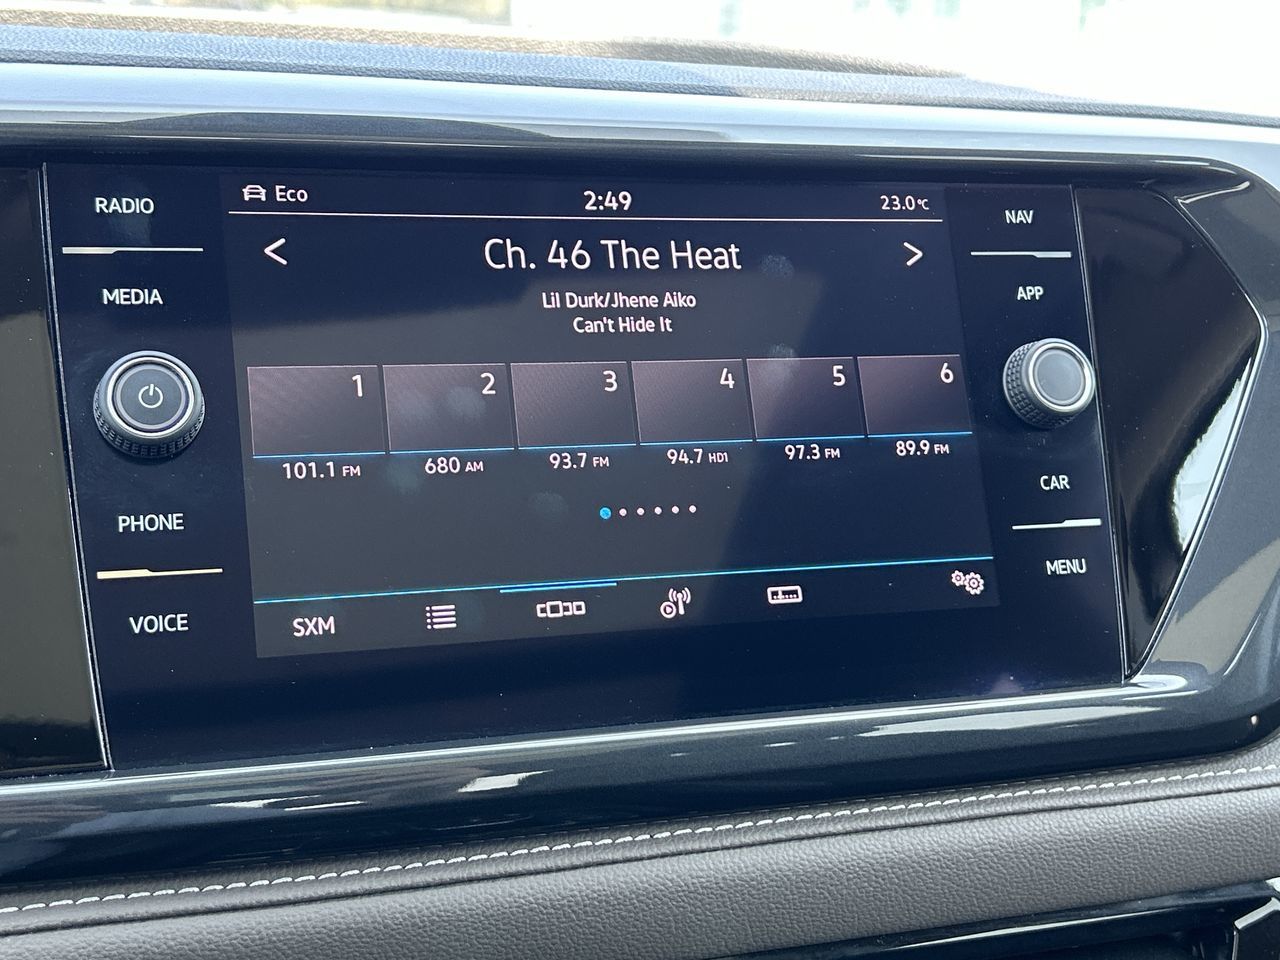 RADIO
MEDIA
PHONE
VOICE
Eco
2:49
23.0°C
< Ch. 46 The Heat >
Lil Durk/Jhene Aiko
Can't Hide It
1
2
3
4
5
6
101.1 FM
680 AM
93.7 FM
94.7 HD1
97.3 FM
89.9 FM
SXM
NAV
APP
CAR
MENU